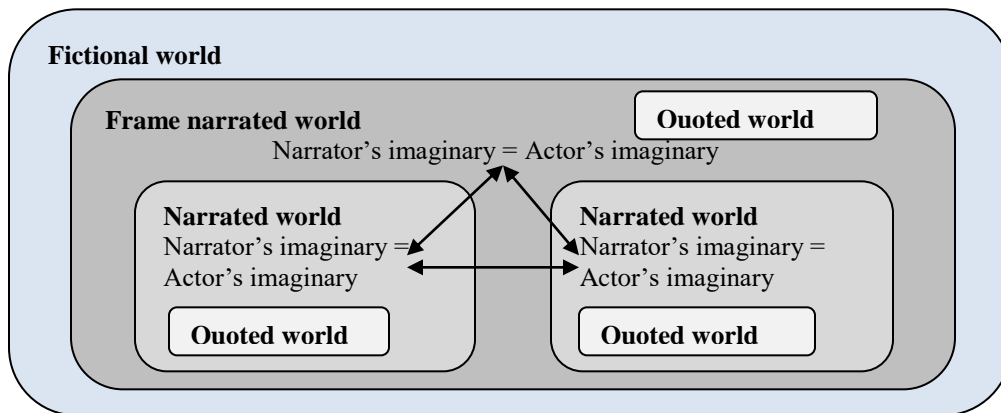 Fictional world
Frame narrated world
Ouoted world
Narrator’s imaginary = Actor’s imaginary
Narrated world
Narrator’s imaginary =
Actor’s imaginary
Ouoted world
Narrated world
Narrator’s imaginary =
Actor’s imaginary
Ouoted world